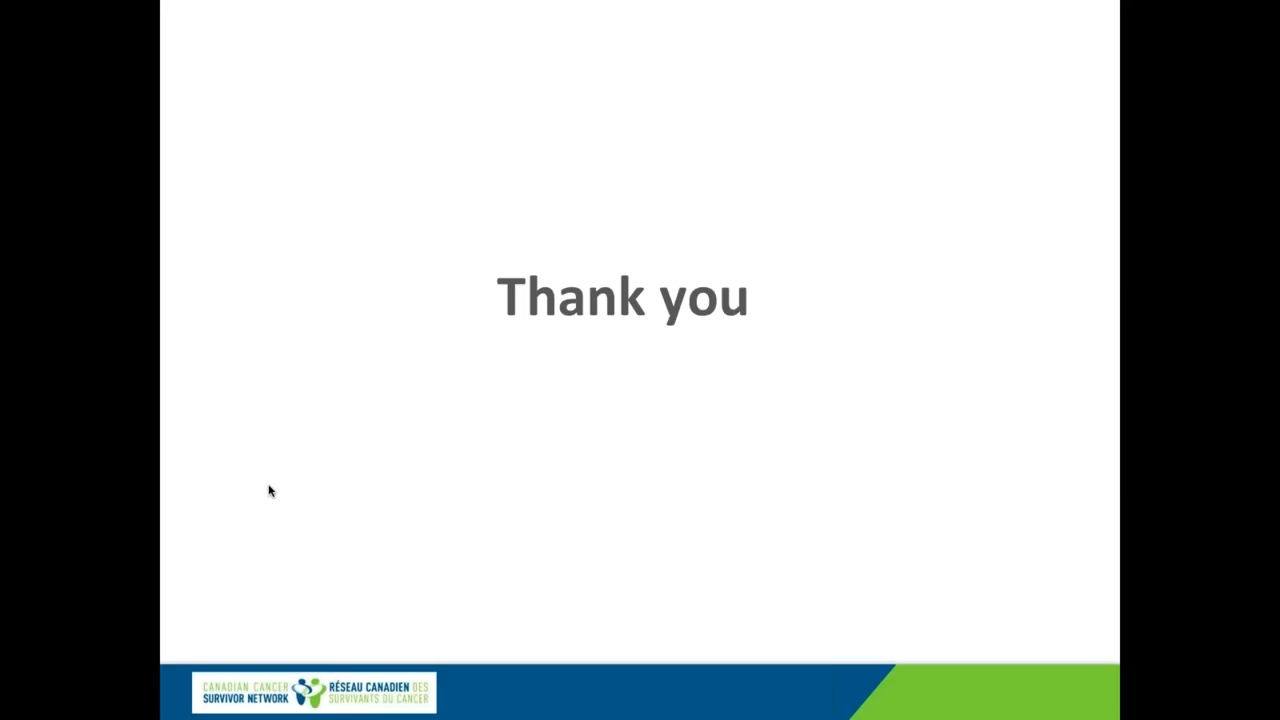 Thank you
CANADIAN CANCER
SURVIVOR NETWORK
RÉSEAU CANADIEN DES
SURVIVANTS DU CANCER